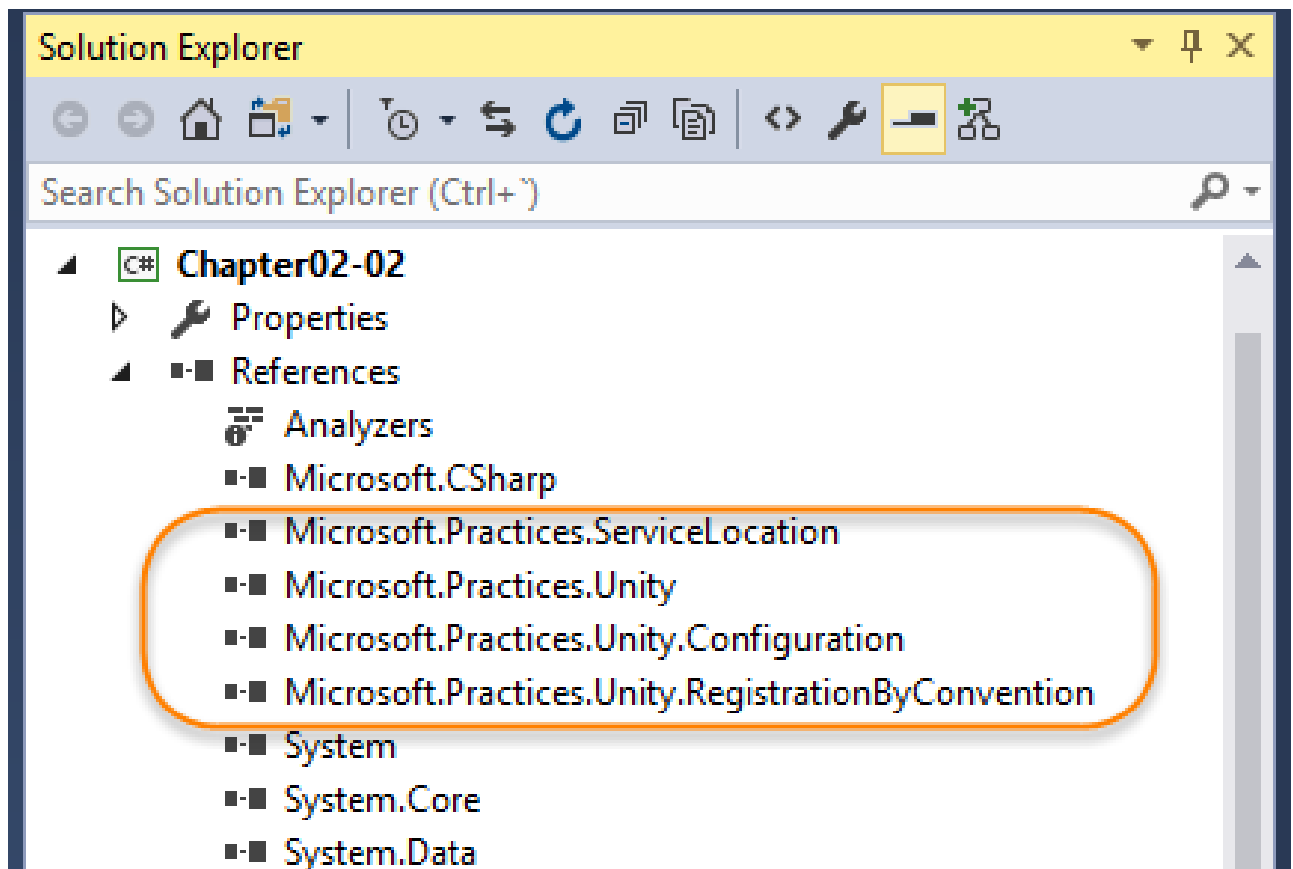 Solution Explorer
Search Solution Explorer (Ctrl+`)
C# Chapter02-02
Properties
References
Analyzers
Microsoft.CSharp
Microsoft.Practices.ServiceLocation
Microsoft.Practices.Unity
Microsoft.Practices.Unity.Configuration
Microsoft.Practices.Unity.RegistrationByConvention
System
System.Core
System.Data